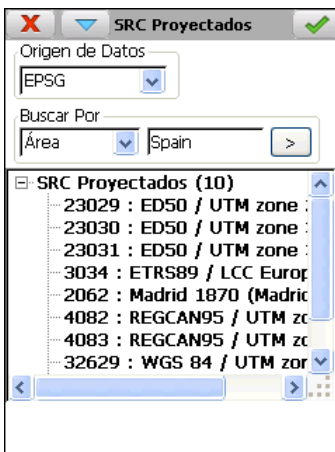 SRC Proyectados
Origen de Datos
EPSG
Buscar Por
Área
Spain
>
SRC Proyectados (10)
23029 : ED50 / UTM zone
23030 : ED50 / UTM zone
23031 : ED50 / UTM zone
3034 : ETRS89 / LCC Europ
2062 : Madrid 1870 (Madric
4082 : REGCAN95 / UTM zo
4083 : REGCAN95 / UTM zo
32629 : WGS 84 / UTM zor